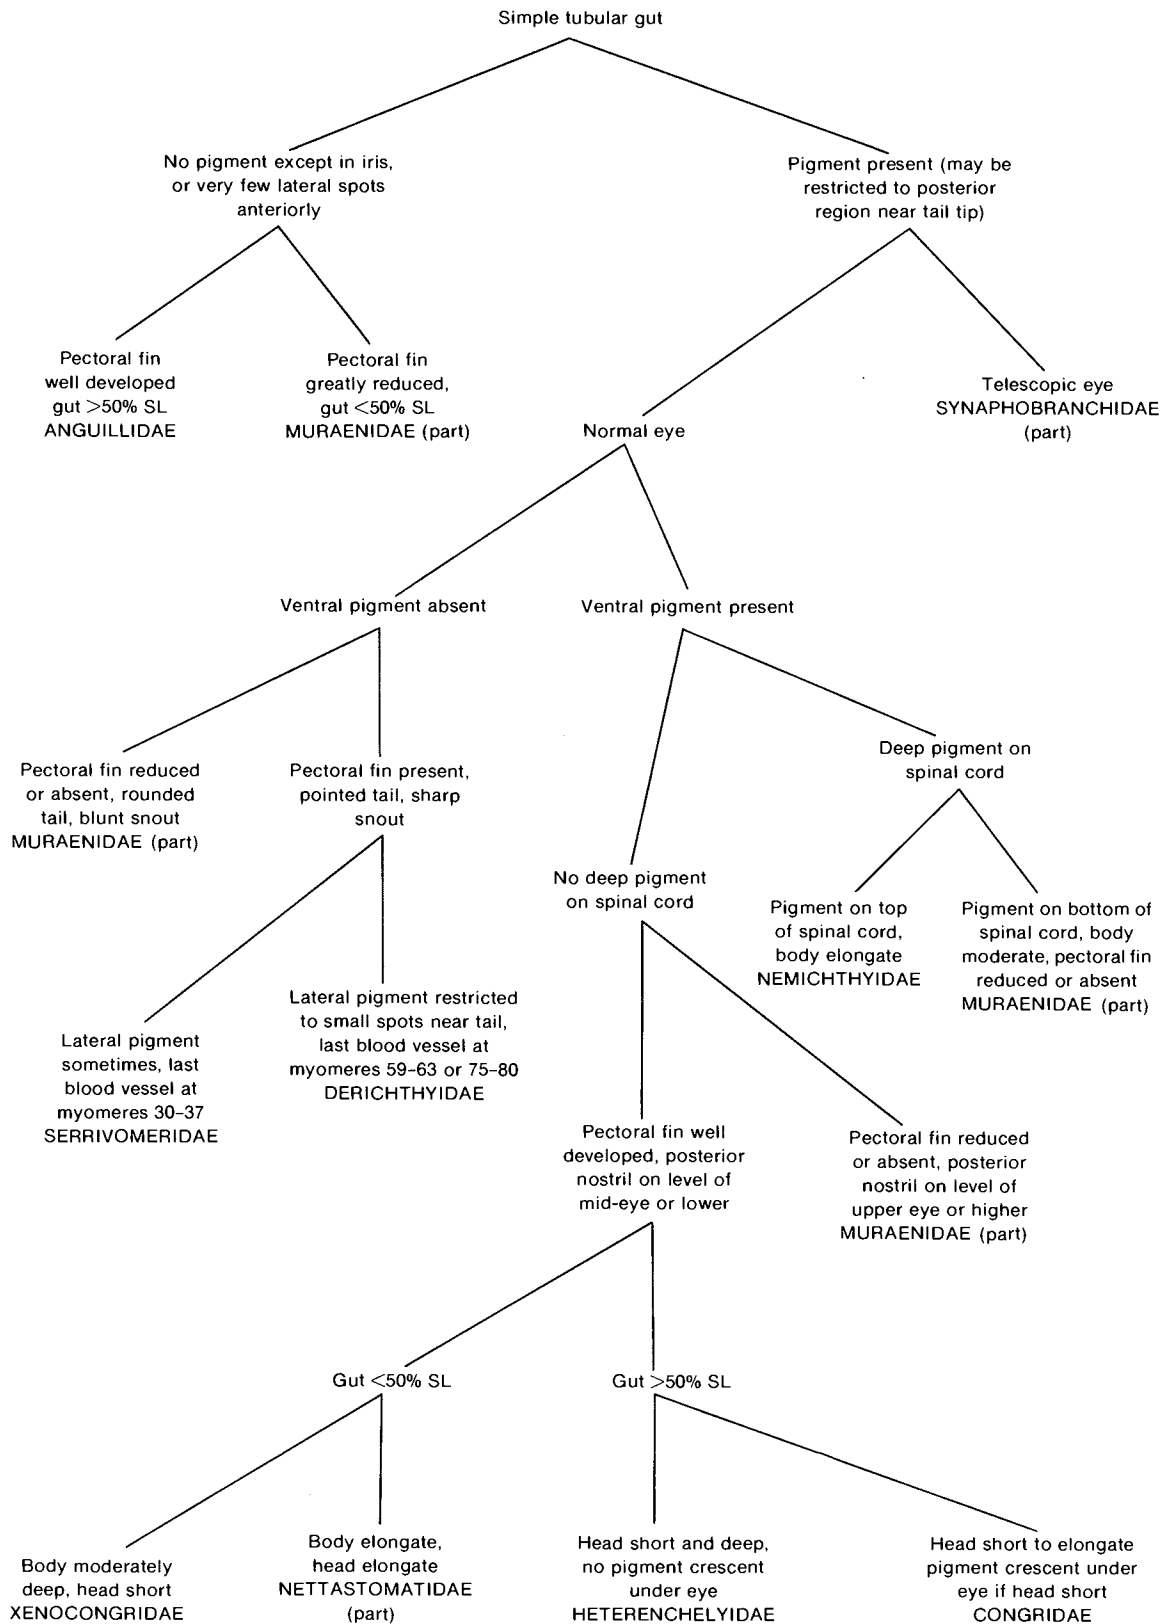 Simple tubular gut
No pigment except in iris,
or very few lateral spots
anteriorly
Pigment present (may be
restricted to posterior
region near tail tip)
Pectoral fin
well developed
gut >50% SL
ANGUILLIDAE
Pectoral fin
greatly reduced,
gut <50% SL
MURAENIDAE (part)
Normal eye
Telescopic eye
SYNAPHOBRANCHIDAE
(part)
Ventral pigment absent
Ventral pigment present
Pectoral fin reduced
or absent, rounded
tail, blunt snout
MURAENIDAE (part)
Pectoral fin present,
pointed tail, sharp
snout
Deep pigment on
spinal cord
No deep pigment
on spinal cord
Pigment on top
of spinal cord,
body elongate
NEMICHTHYIDAE
Pigment on bottom of
spinal cord, body
moderate, pectoral fin
reduced or absent
MURAENIDAE (part)
Lateral pigment
sometimes, last
blood vessel at
myomeres 30–37
SERRIVOMERIDAE
Lateral pigment restricted
to small spots near tail,
last blood vessel at
myomeres 59–63 or 75–80
DERICHTHYIDAE
Pectoral fin well
developed, posterior
nostril on level of
mid-eye or lower
Pectoral fin reduced
or absent, posterior
nostril on level of
upper eye or higher
MURAENIDAE (part)
Gut <50% SL
Gut >50% SL
Body moderately
deep, head short
XENOCONGRIDAE
Body elongate,
head elongate
NETTASTOMATIDAE
(part)
Head short and deep,
no pigment crescent
under eye
HETERENCHELYIDAE
Head short to elongate
pigment crescent under
eye if head short
CONGRIDAE